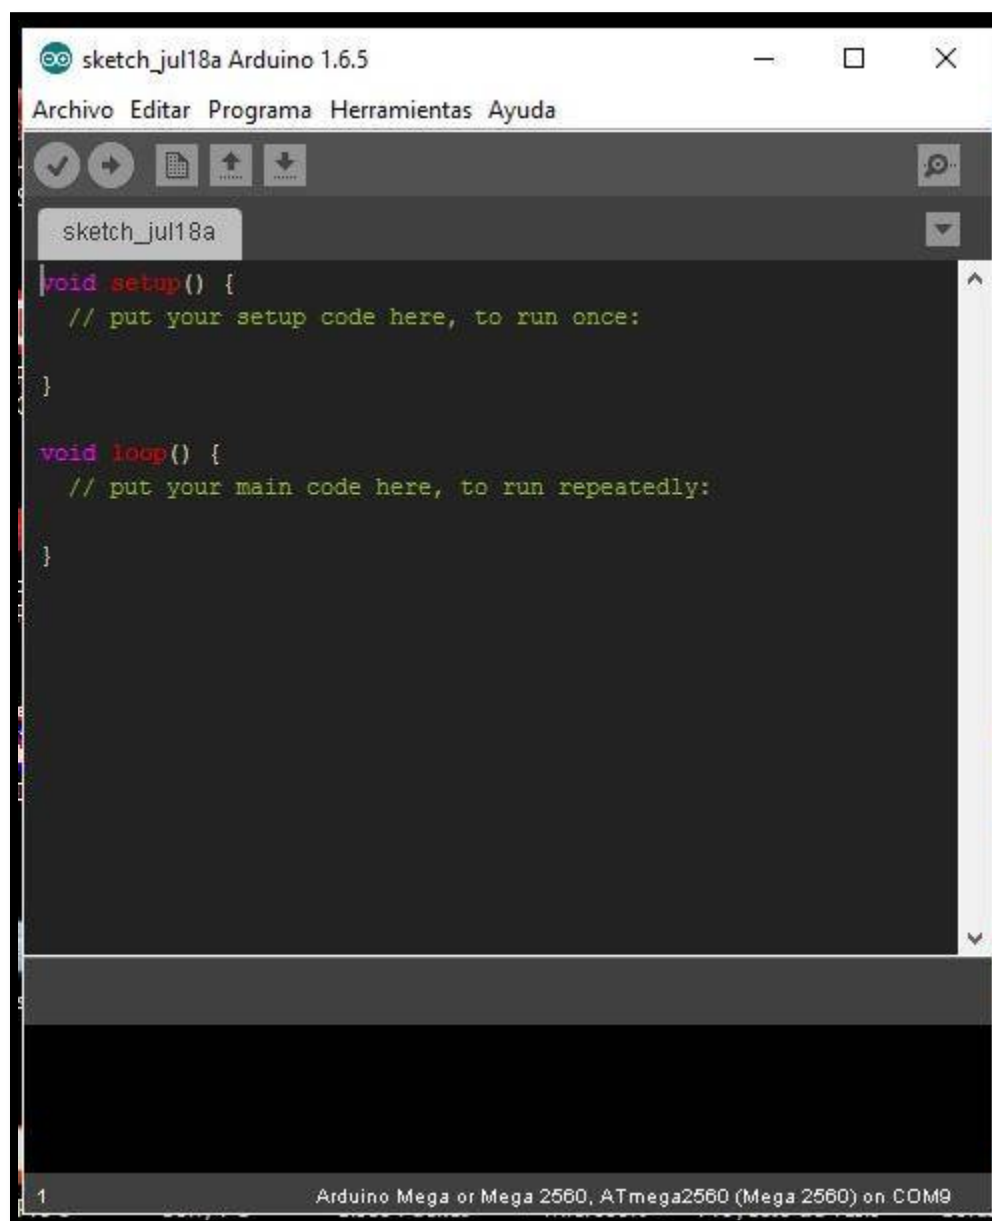 sketch_jul18a Arduino 1.6.5
Archivo Editar Programa Herramientas Ayuda
sketch_jul18a
void setup() {
  // put your setup code here, to run once:
}
void loop() {
  // put your main code here, to run repeatedly:
}
1 Arduino Mega or Mega 2560, ATmega2560 (Mega 2560) on COM9